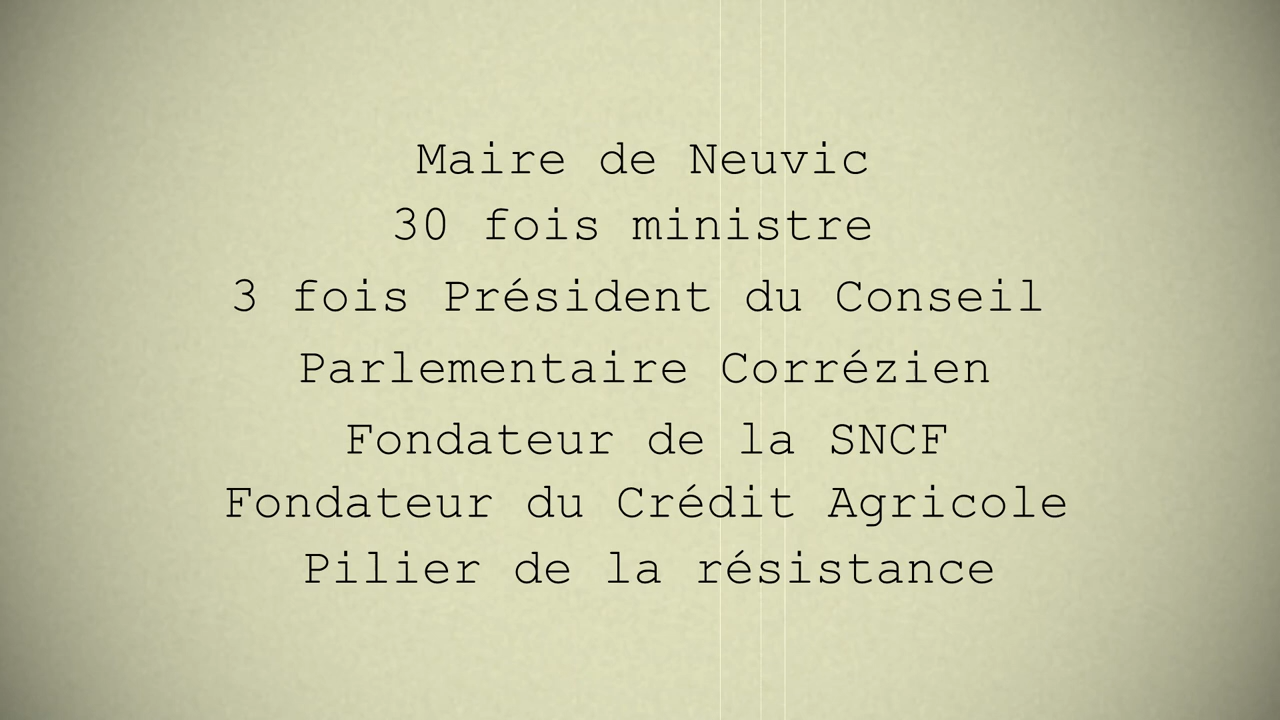 Maire de Neuvic
30 fois ministre
3 fois Président du Conseil
Parlementaire Corrézien
Fondateur de la SNCF
Fondateur du Crédit Agricole
Pilier de la résistance